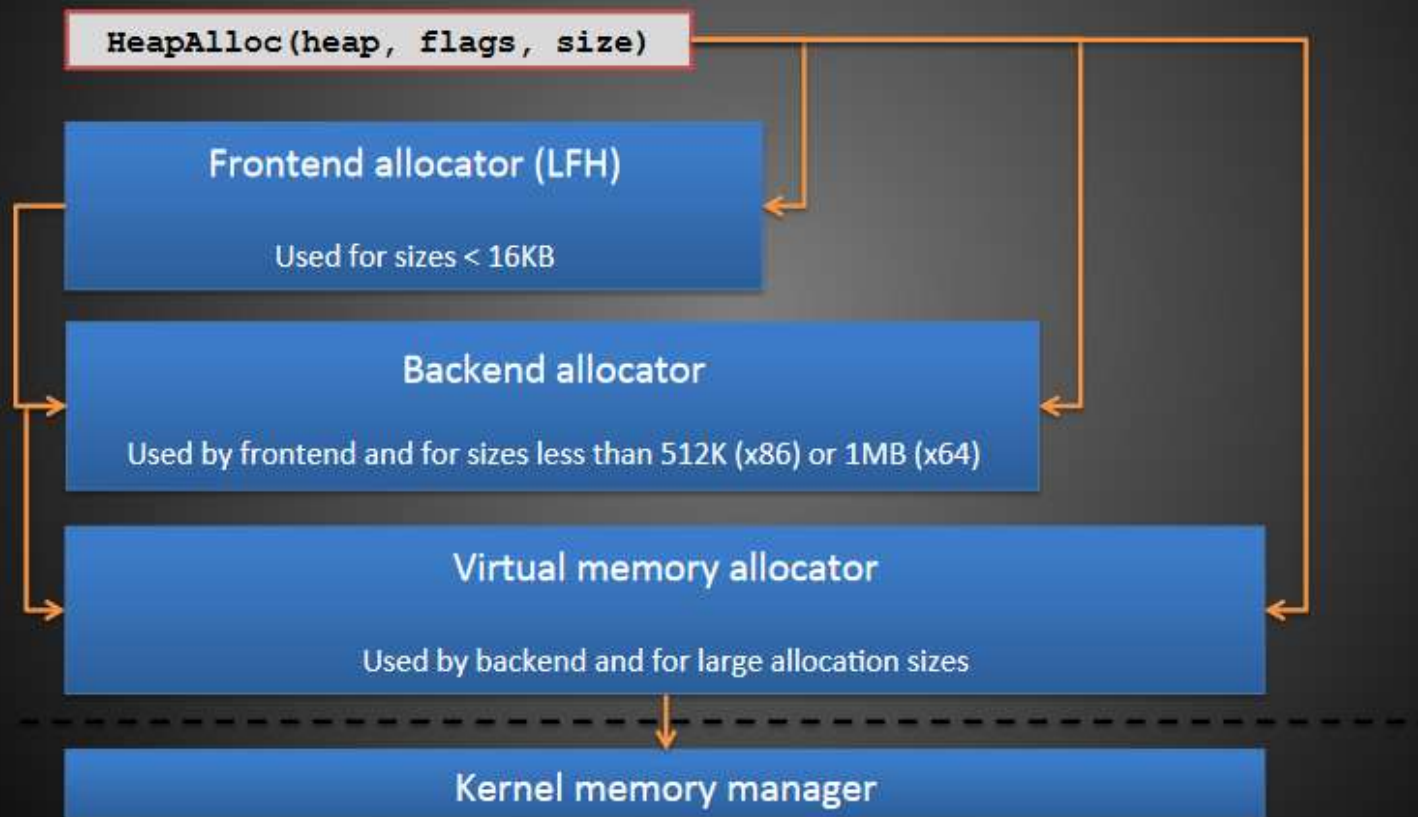 HeapAlloc(heap, flags, size)
Frontend allocator (LFH)
Used for sizes < 16KB
Backend allocator
Used by frontend and for sizes less than 512K (x86) or 1MB (x64)
Virtual memory allocator
Used by backend and for large allocation sizes
Kernel memory manager